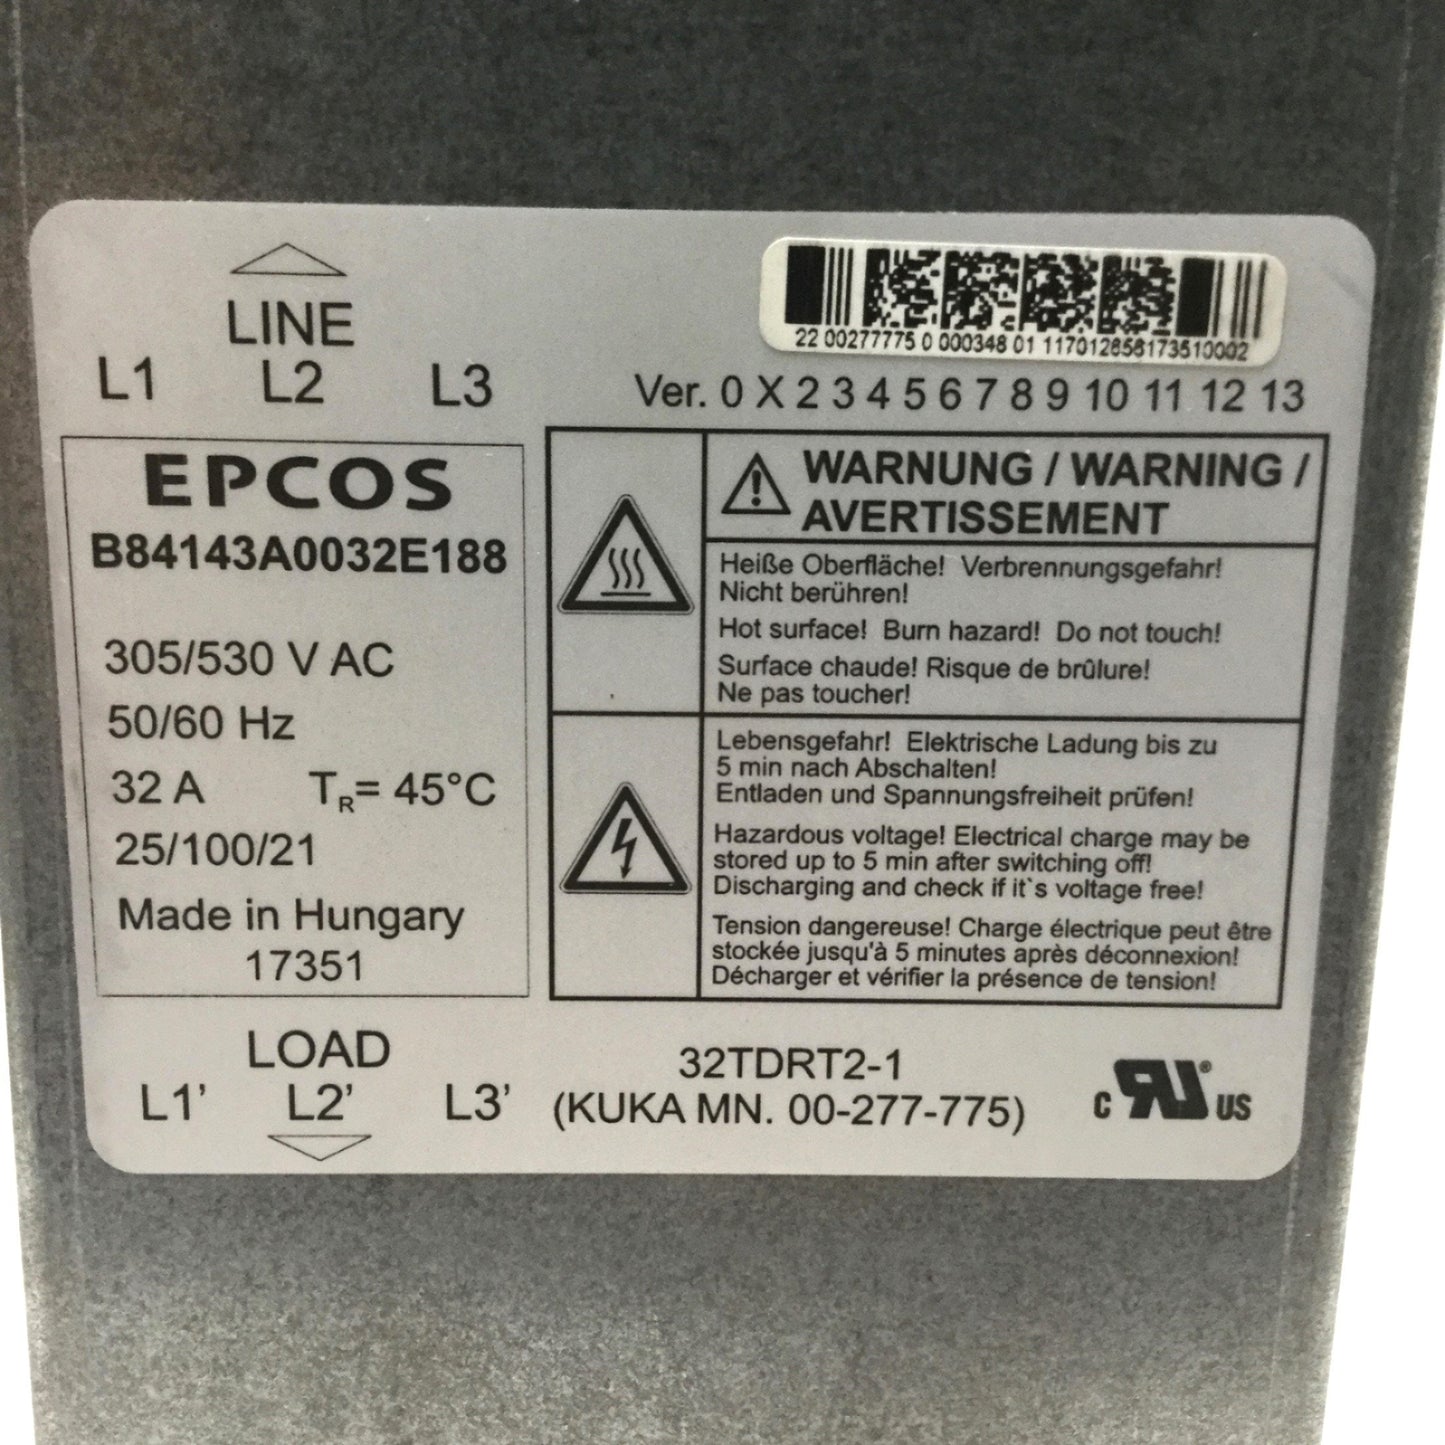 LINE
L1 L2 L3
22 00277775 0 000348 01 1170126561735 10002
Ver. 0 X 2 3 4 5 6 7 8 9 10 11 12 13
EPCOS
B84143A0032E188
305/530 V AC
50/60 Hz
32 A TR= 45°C
25/100/21
Made in Hungary
17351
WARNUNG / WARNING /
AVERTISSEMENT
Heiße Oberfläche! Verbrennungsgefahr!
Nicht berühren!
Hot surface! Burn hazard! Do not touch!
Surface chaude! Risque de brûlure!
Ne pas toucher!
Lebensgefahr! Elektrische Ladung bis zu
5 min nach Abschalten!
Entladen und Spannungsfreiheit prüfen!
Hazardous voltage! Electrical charge may be
stored up to 5 min after switching off!
Discharging and check if it`s voltage free!
Tension dangereuse! Charge électrique peut être
stockée jusqu'à 5 minutes après déconnexion!
Décharger et vérifier la présence de tension!
LOAD
L1' L2' L3'
32TDRT2-1
(KUKA MN. 00-277-775)
c RU® US